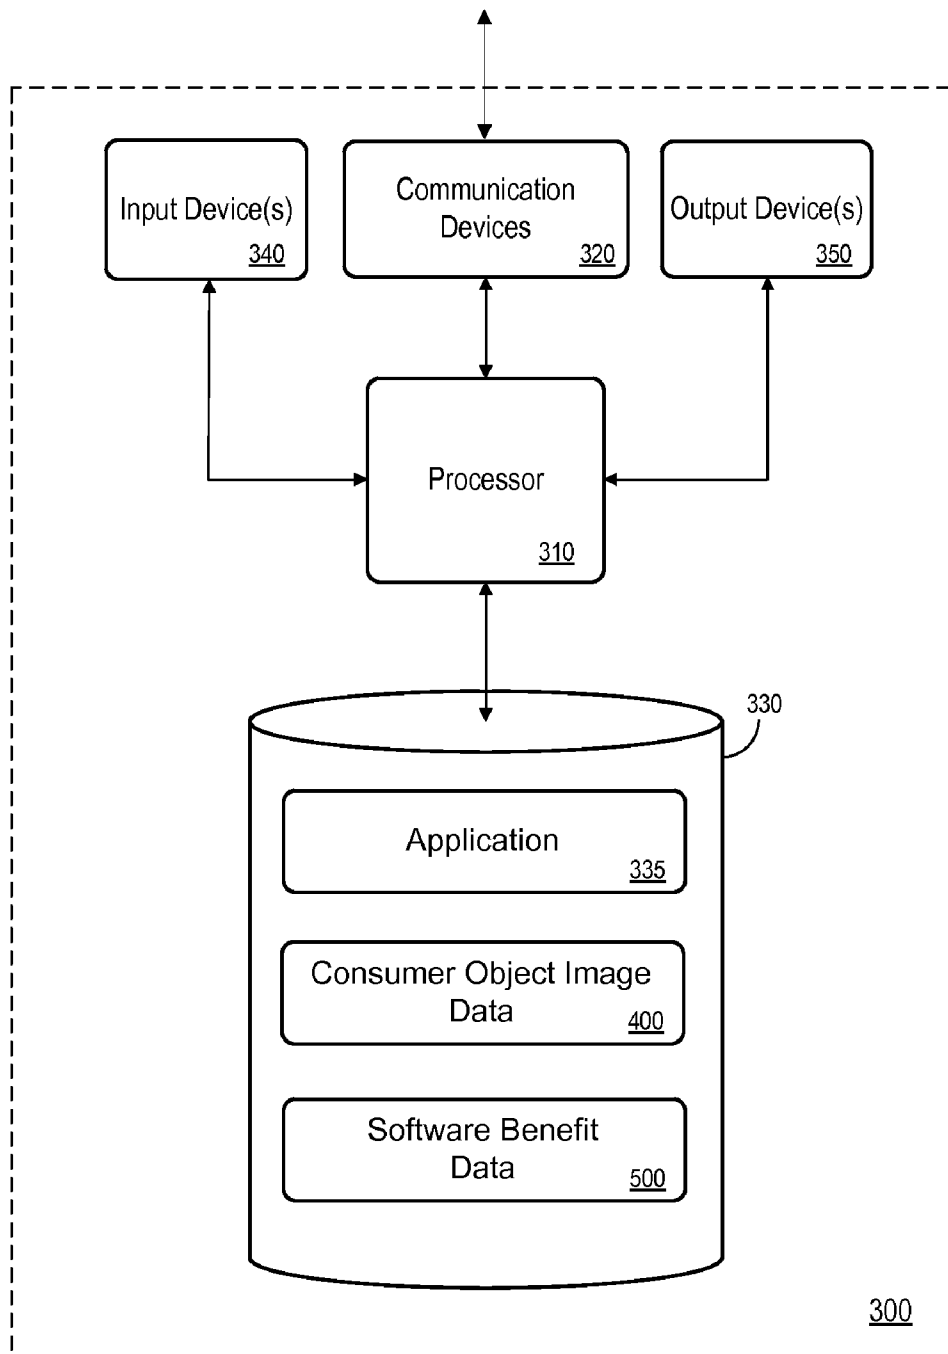 Input Device(s)
340
Communication
Devices
320
Output Device(s)
350
Processor
310
330
Application
335
Consumer Object Image
Data
400
Software Benefit
Data
500
300